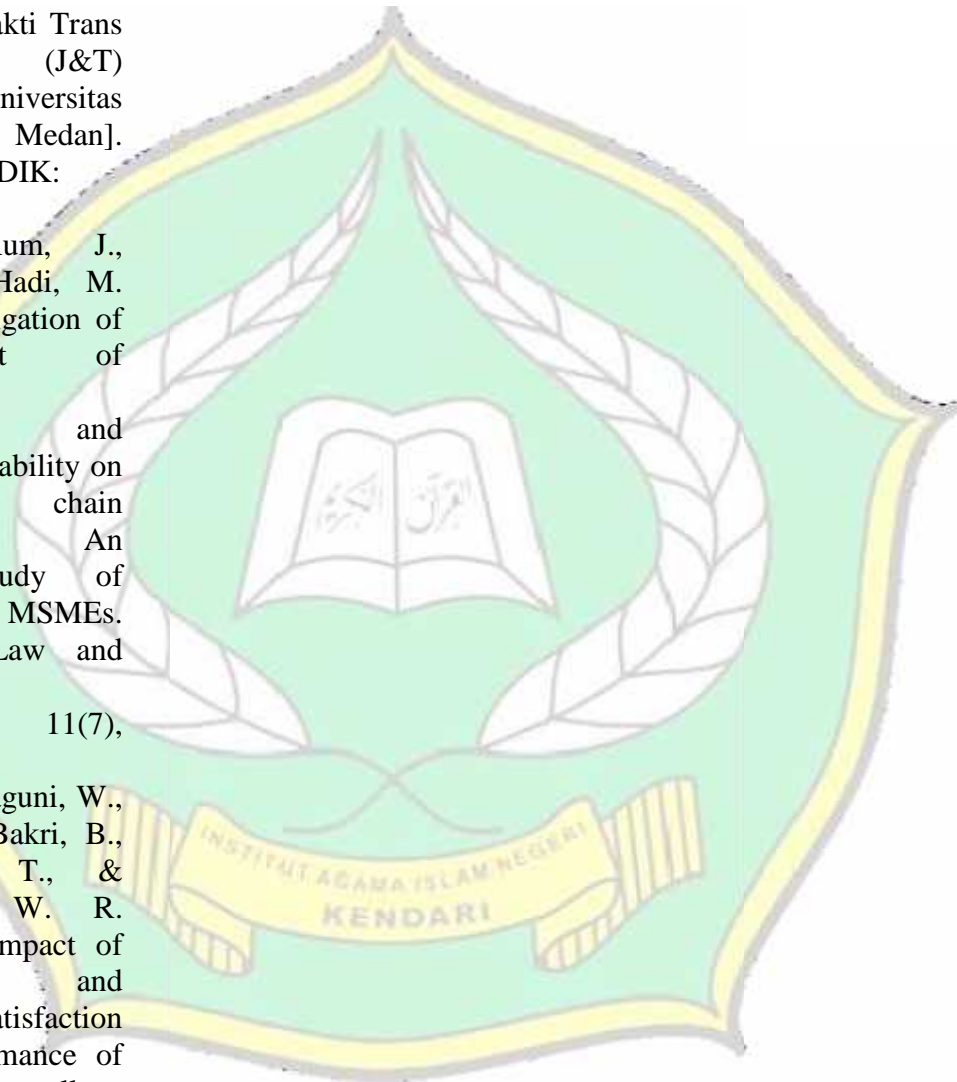 akti Trans
(J&T)
niversitas
Medan].
DIK:
um, J.,
Hadi, M.
gation of
t of
and
ability on
chain
An
udy of
MSMEs.
Law and
11(7),
guni, W.,
Bakri, B.,
T., &
W. R.
mpact of
and
atisfaction
mance of
INSTITUT AGAMA ISLAM NEGERI
KENDARI